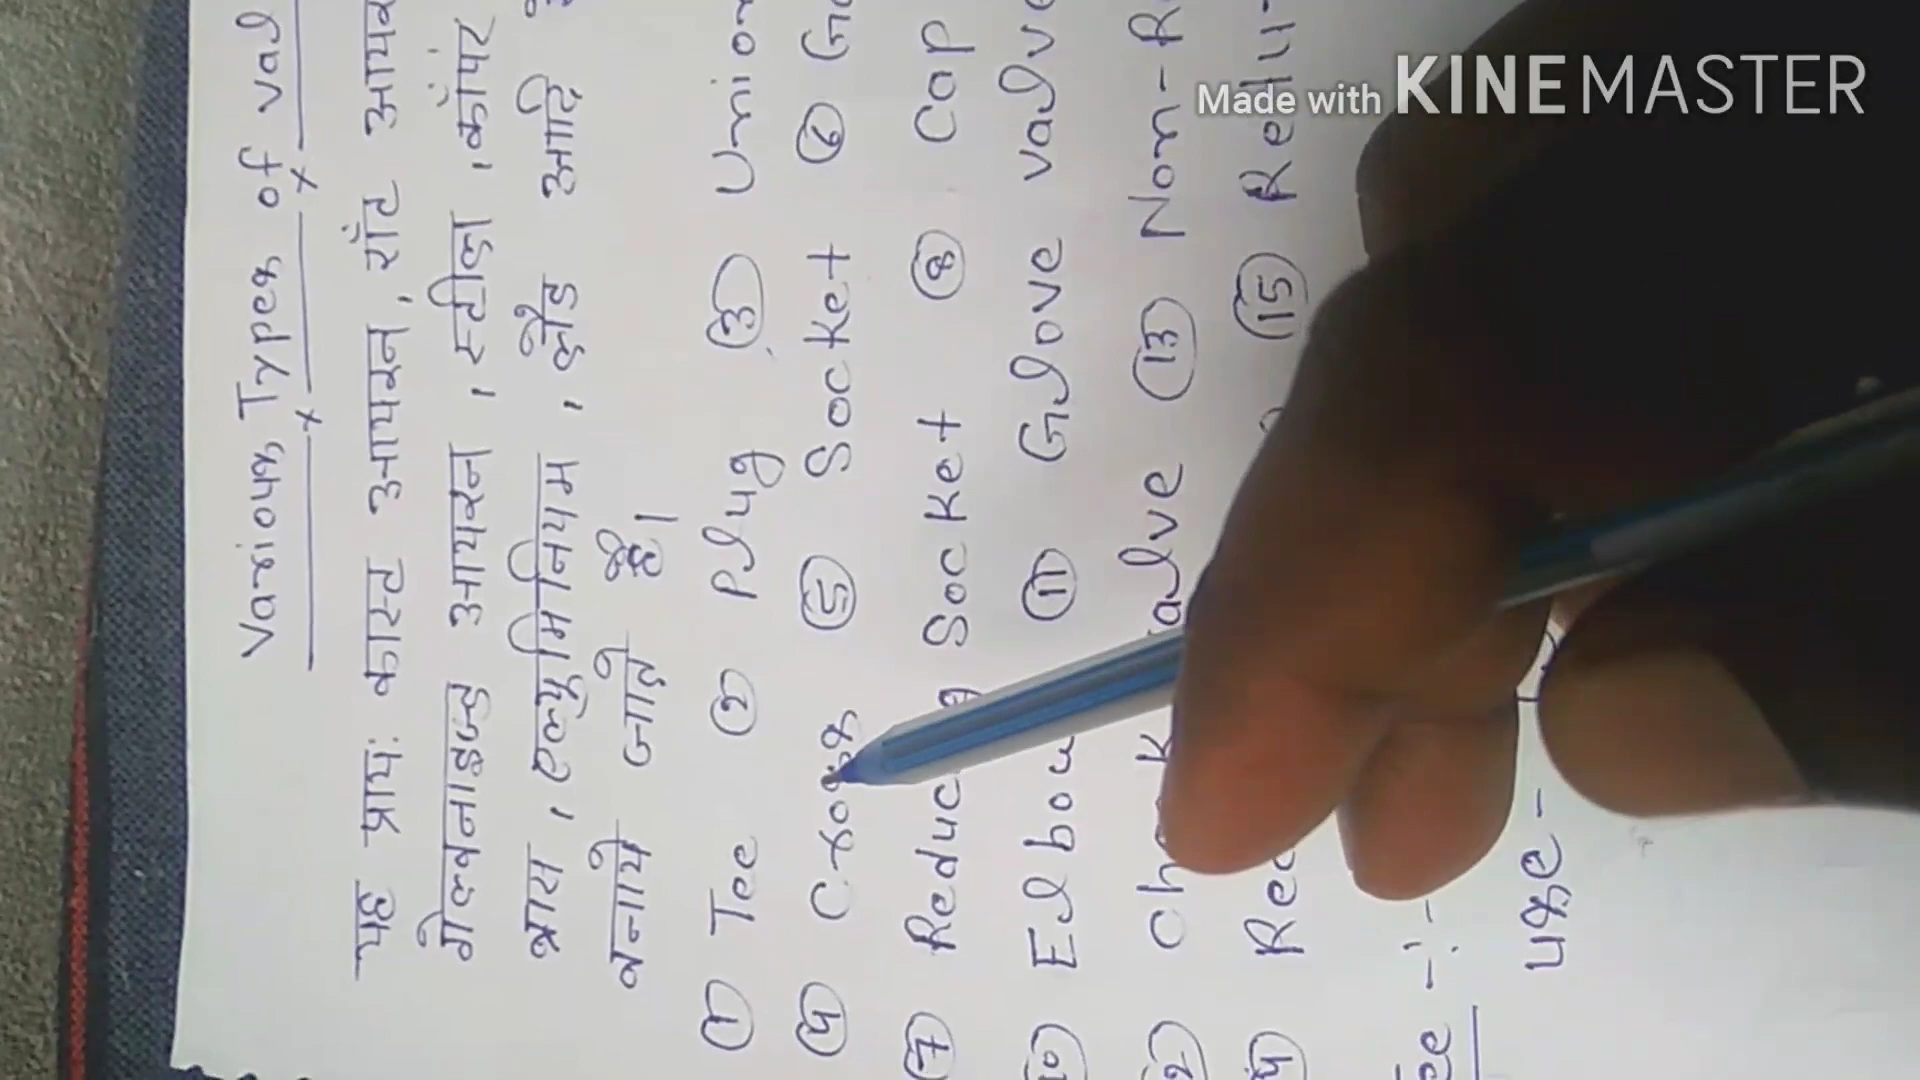 Made with KINEMASTER
Various Types of val
यह प्राय: कास्ट आयरन, रॉट आयर
गेल्वनाइज्ड आयरन, स्टील, कॉपर
ब्रास, एल्युमिनियम, लैड आदि
बनाये जाते हैं।
① Tee ② Plug ③ Union
④ Cross ⑤ Socket ⑥ Ga
⑦ Reduc Socket ⑧ Cap
⑩ Elbow ⑪ Glove valve
Ch k valve ⑬ Non-R
Rec ⑮ Redu
use-